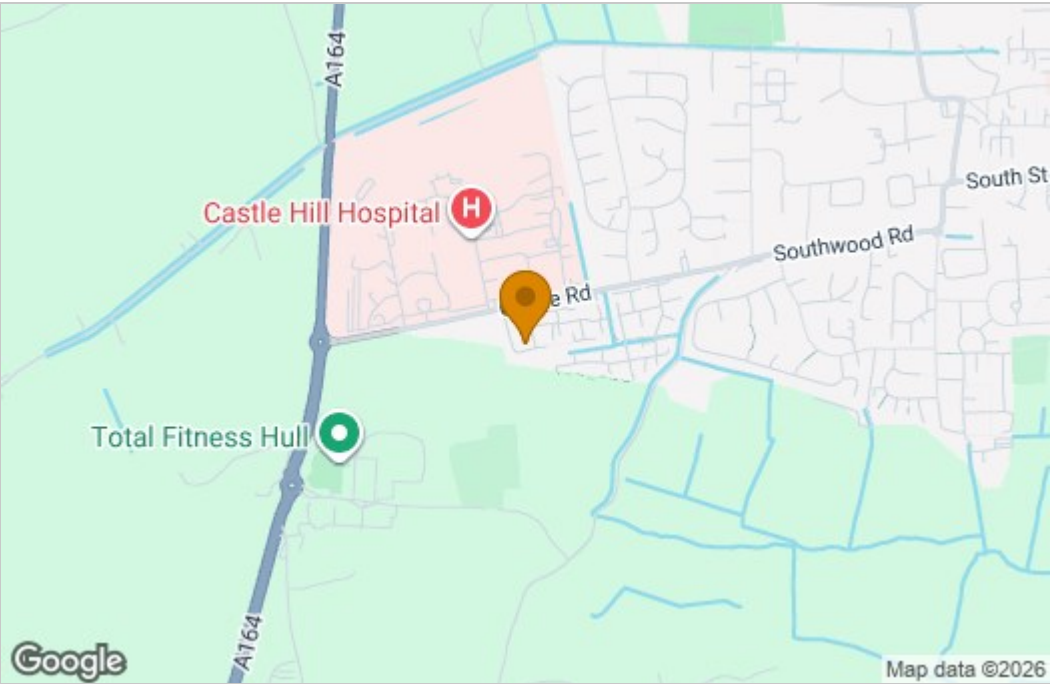 A164
South St
Castle Hill Hospital
H
Southwood Rd
e Rd
Total Fitness Hull
A164
Google
Map data ©2026